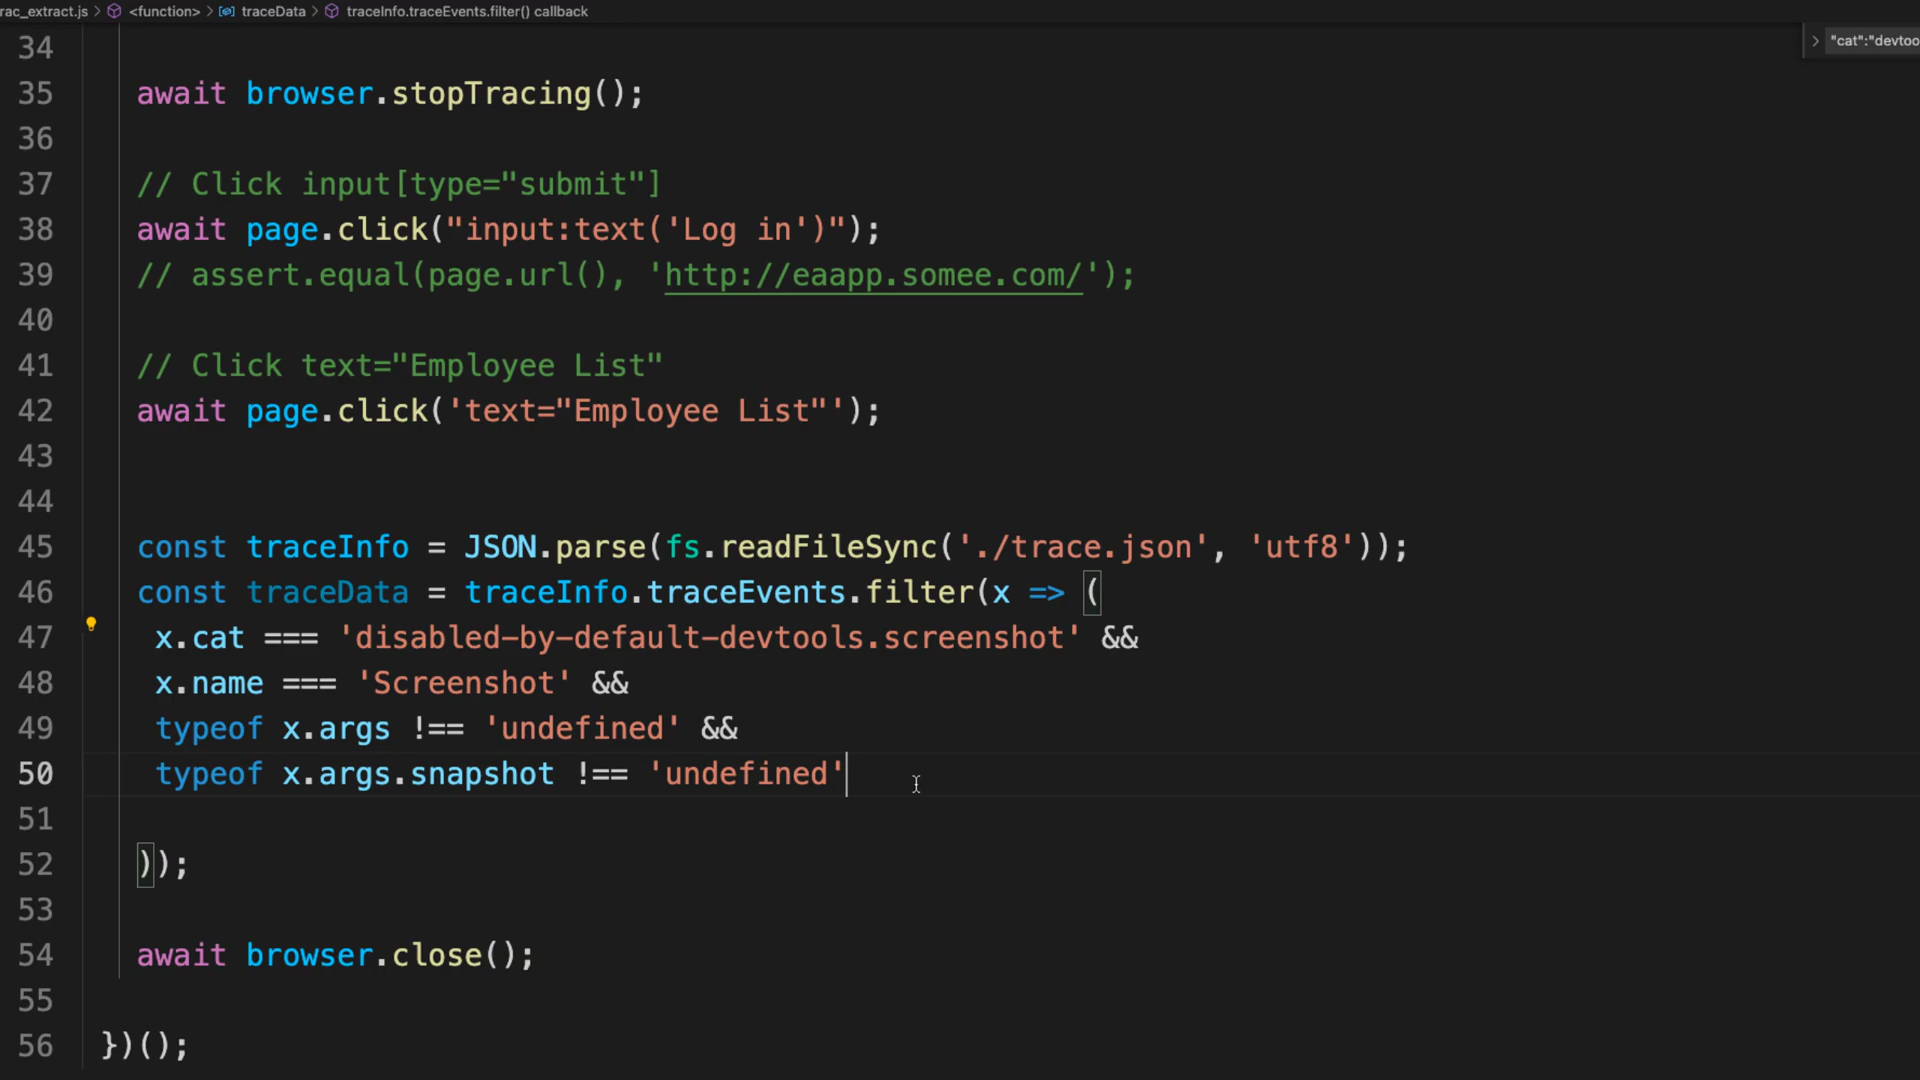 rac_extract.js > <function> > traceData > traceInfo.traceEvents.filter() callback
> "cat":"devtoo
34
35 await browser.stopTracing();
36
37 // Click input[type="submit"]
38 await page.click("input:text('Log in')");
39 // assert.equal(page.url(), 'http://eaapp.somee.com/');
40
41 // Click text="Employee List"
42 await page.click('text="Employee List"');
43
44
45 const traceInfo = JSON.parse(fs.readFileSync('./trace.json', 'utf8'));
46 const traceData = traceInfo.traceEvents.filter(x => (
47 x.cat === 'disabled-by-default-devtools.screenshot' &&
48 x.name === 'Screenshot' &&
49 typeof x.args !== 'undefined' &&
50 typeof x.args.snapshot !== 'undefined'
51
52 ));
53
54 await browser.close();
55
56 })();